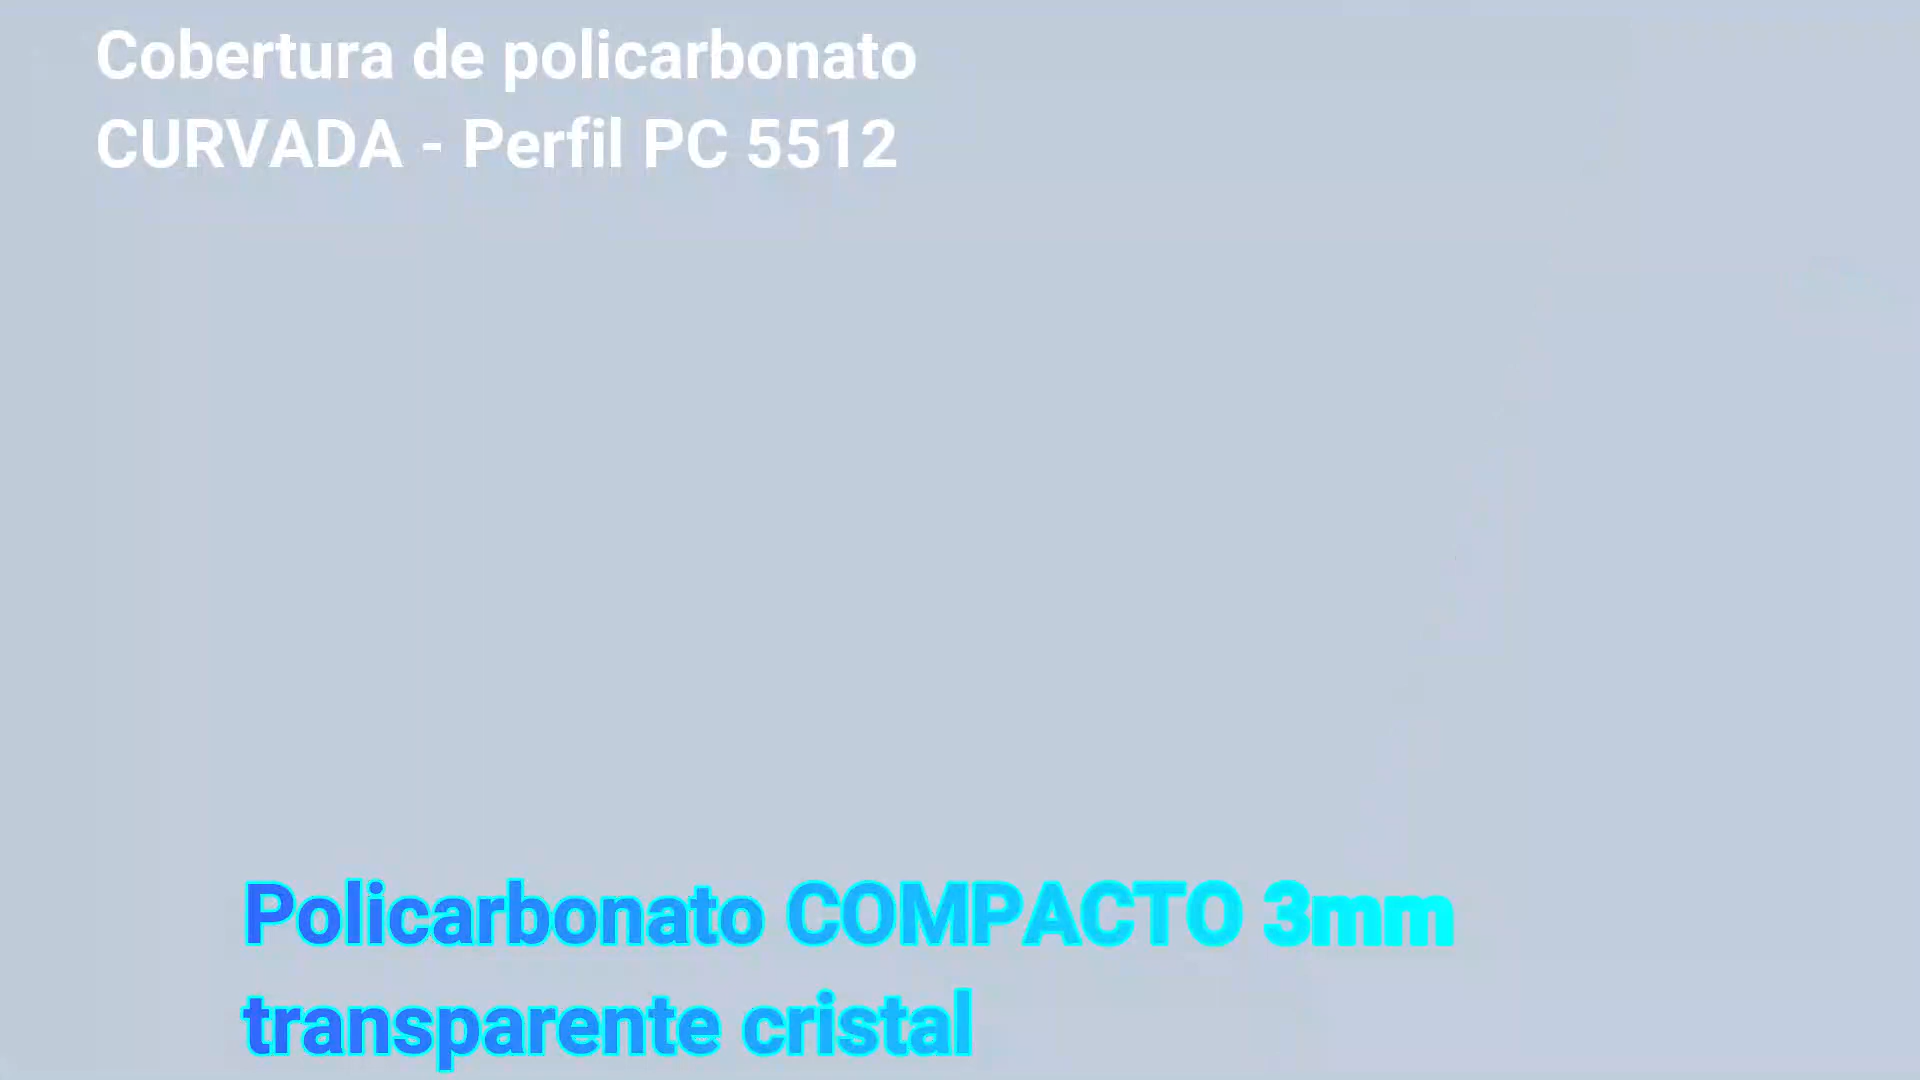 Cobertura de policarbonato
CURVADA - Perfil PC 5512
Policarbonato COMPACTO 3mm
transparente cristal